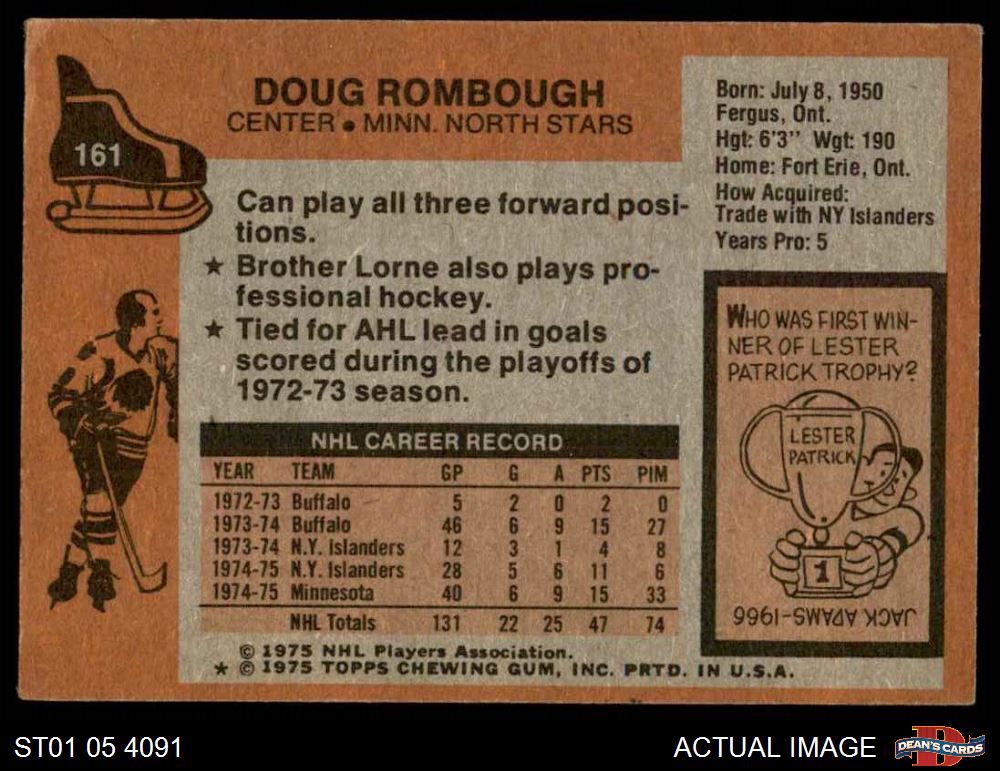 161
DOUG ROMBOUGH
CENTER • MINN. NORTH STARS
Can play all three forward posi-
tions.
★ Brother Lorne also plays pro-
fessional hockey.
★ Tied for AHL lead in goals
scored during the playoffs of
1972-73 season.
Born: July 8, 1950
Fergus, Ont.
Hgt: 6'3" Wgt: 190
Home: Fort Erie, Ont.
How Acquired:
Trade with NY Islanders
Years Pro: 5
WHO WAS FIRST WIN-
NER OF LESTER
PATRICK TROPHY?
LESTER
PATRICK
1
JACK ADAMS-1966
NHL CAREER RECORD
YEAR TEAM GP G A PTS PIM
1972-73 Buffalo 5 2 0 2 0
1973-74 Buffalo 46 6 9 15 27
1973-74 N.Y. Islanders 12 3 1 4 8
1974-75 N.Y. Islanders 28 5 6 11 6
1974-75 Minnesota 40 6 9 15 33
NHL Totals 131 22 25 47 74
© 1975 NHL Players Association.
★ © 1975 TOPPS CHEWING GUM, INC. PRTD. IN U.S.A.
ST01 05 4091
ACTUAL IMAGE
DEAN'S CARDS